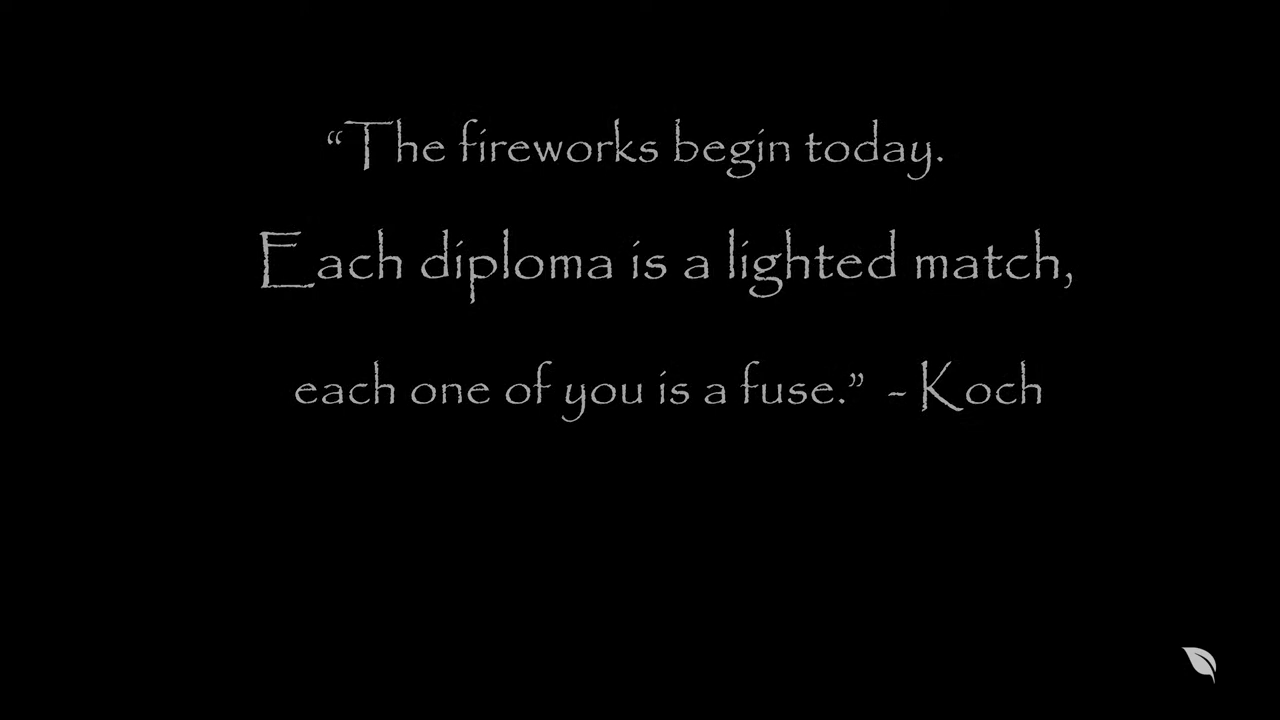 “The fireworks begin today.
Each diploma is a lighted match,
each one of you is a fuse.” - Koch